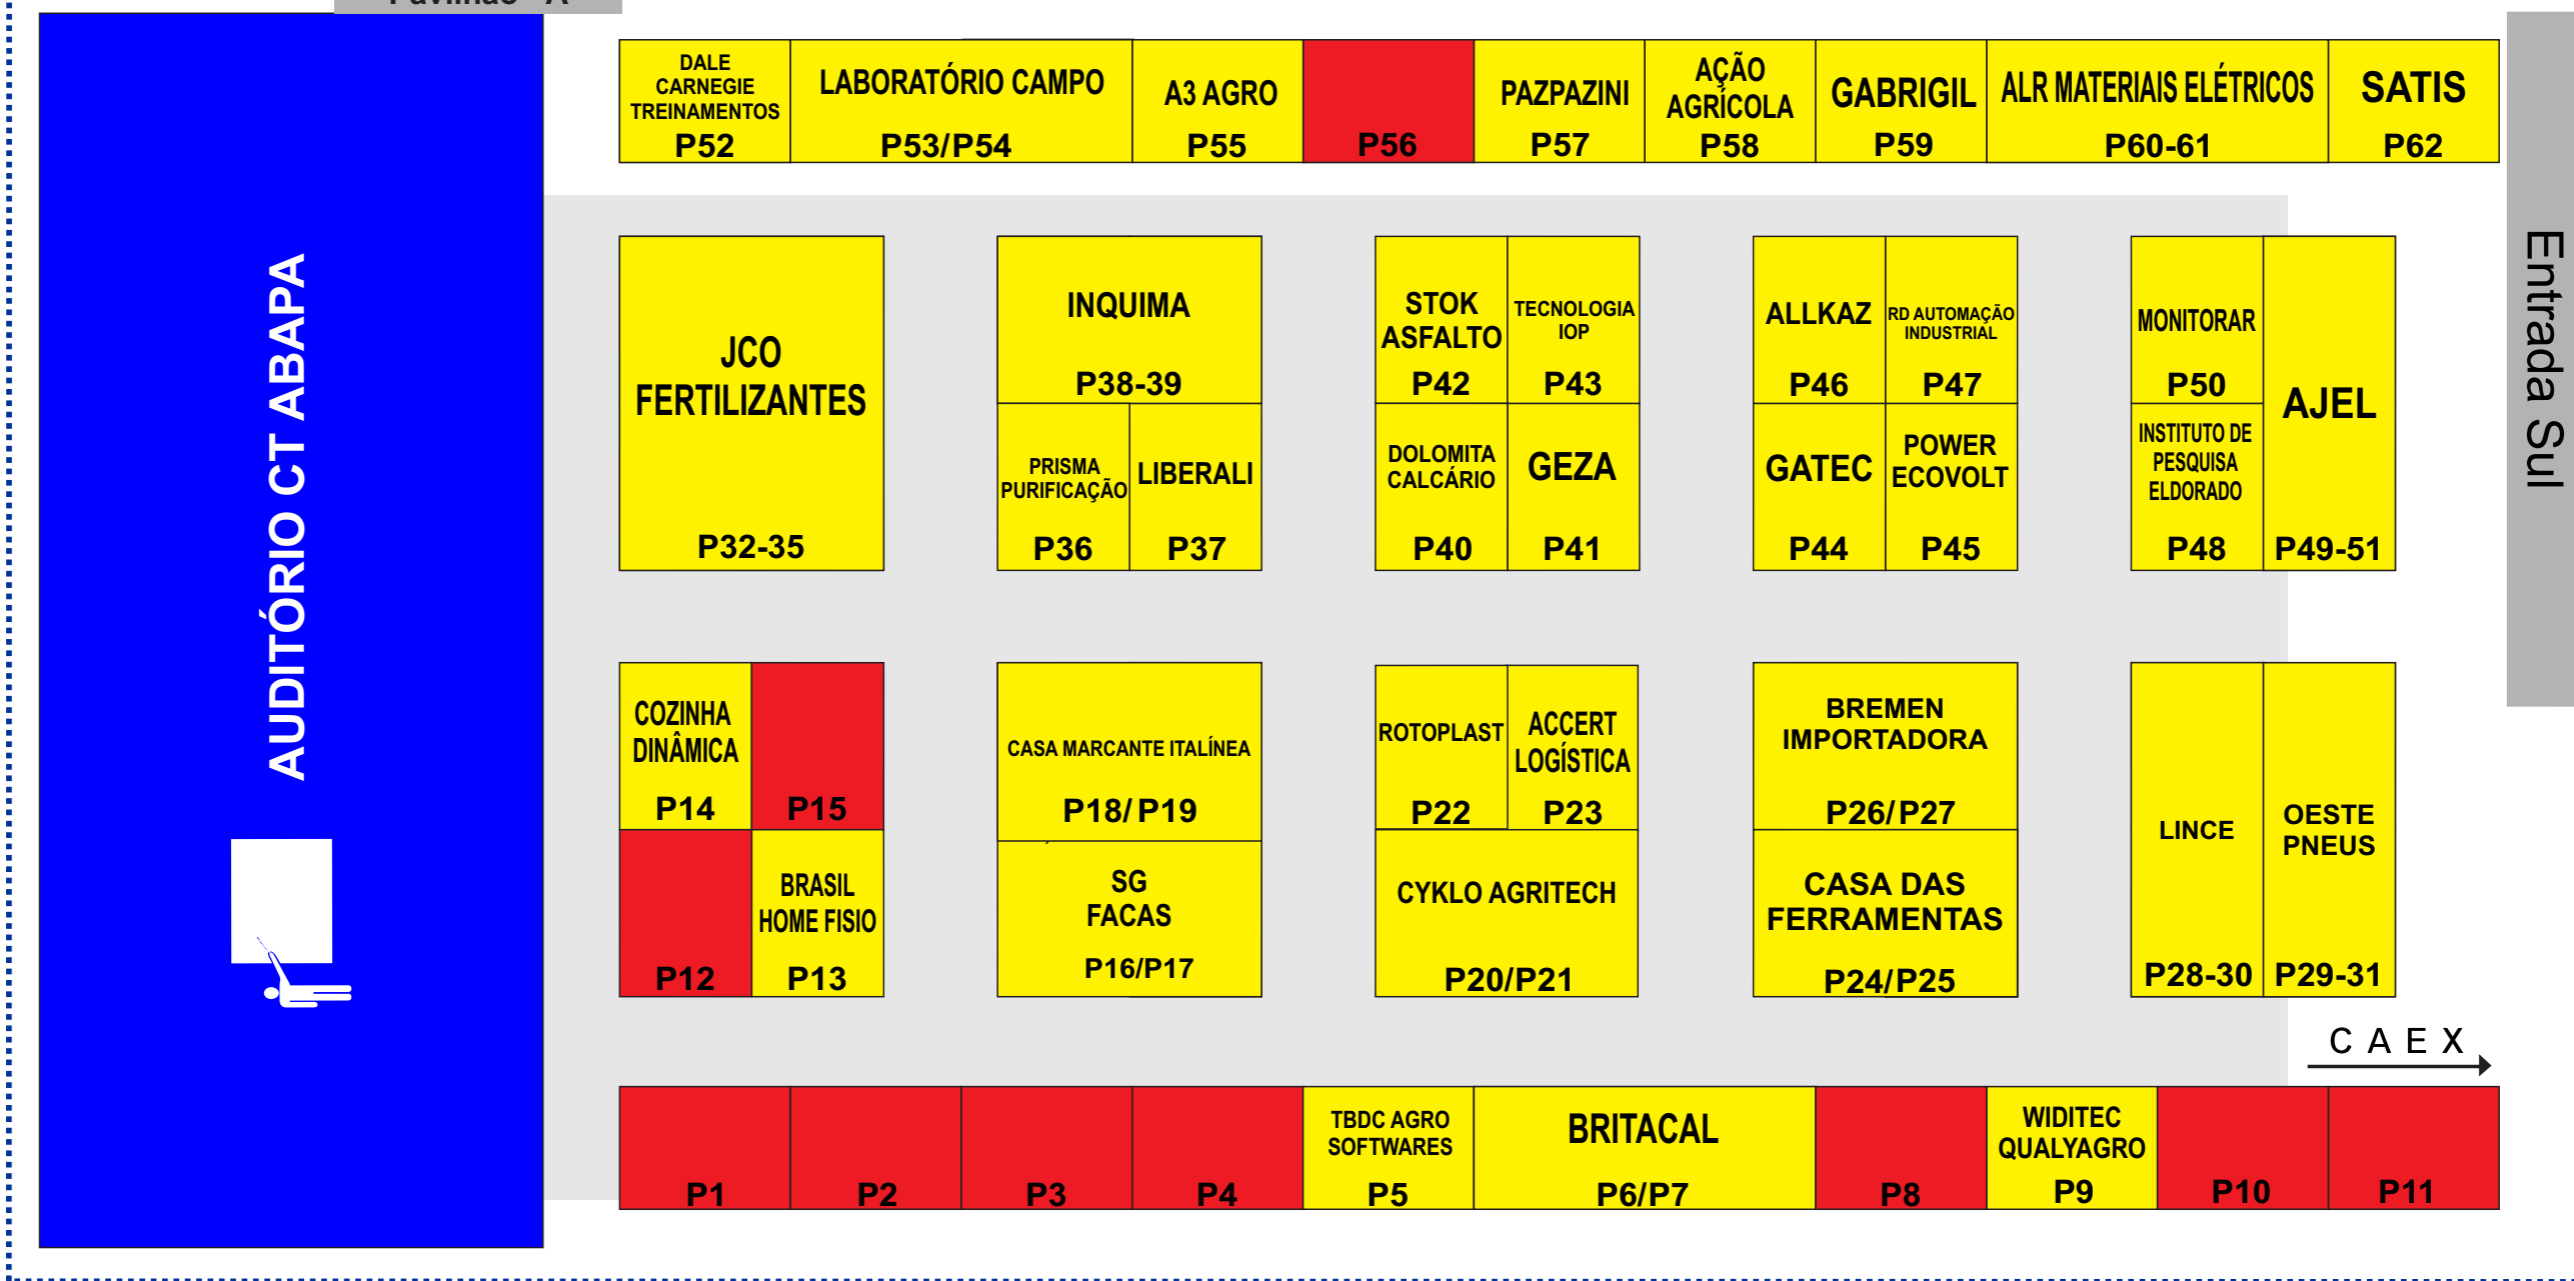 Pavilhão "A"
DALE
CARNEGIE
TREINAMENTOS
P52
LABORATÓRIO CAMPO
P53/P54
A3 AGRO
P55
P56
PAZPAZINI
P57
AÇÃO
AGRÍCOLA
P58
GABRIGIL
P59
ALR MATERIAIS ELÉTRICOS
P60-61
SATIS
P62
Entrada Sul
AUDITÓRIO CT ABAPA
JCO
FERTILIZANTES
P32-35
INQUIMA
P38-39
PRISMA
PURIFICAÇÃO
P36
LIBERALI
P37
STOK
ASFALTO
P42
TECNOLOGIA
IOP
P43
DOLOMITA
CALCÁRIO
P40
GEZA
P41
ALLKAZ
P46
RD AUTOMAÇÃO
INDUSTRIAL
P47
GATEC
P44
POWER
ECOVOLT
P45
MONITORAR
P50
INSTITUTO DE
PESQUISA
ELDORADO
P48
AJEL
P49-51
COZINHA
DINÂMICA
P14
P15
P12
BRASIL
HOME FISIO
P13
CASA MARCANTE ITALÍNEA
P18/ P19
SG
FACAS
P16/P17
ROTOPLAST
P22
ACCERT
LOGÍSTICA
P23
CYKLO AGRITECH
P20/P21
BREMEN
IMPORTADORA
P26/P27
CASA DAS
FERRAMENTAS
P24/P25
LINCE
P28-30
OESTE
PNEUS
P29-31
CAEX
P1
P2
P3
P4
TBDC AGRO
SOFTWARES
P5
BRITACAL
P6/P7
P8
WIDITEC
QUALYAGRO
P9
P10
P11